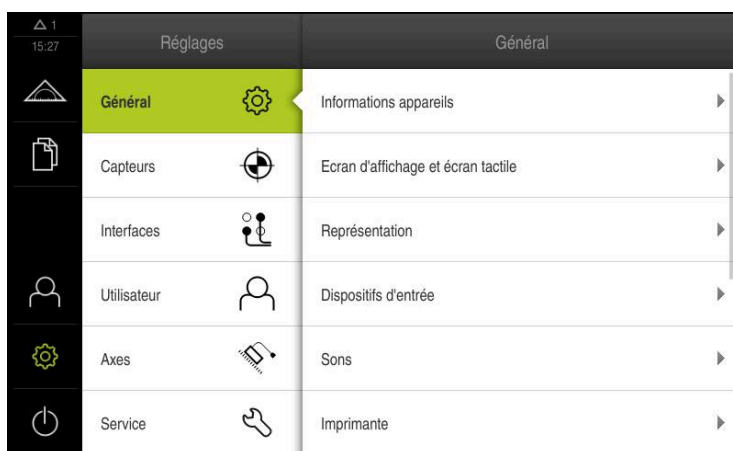 1
15:27
Réglages
Général
Général
Capteurs
Interfaces
Utilisateur
Axes
Service
Informations appareils
Ecran d'affichage et écran tactile
Représentation
Dispositifs d'entrée
Sons
Imprimante